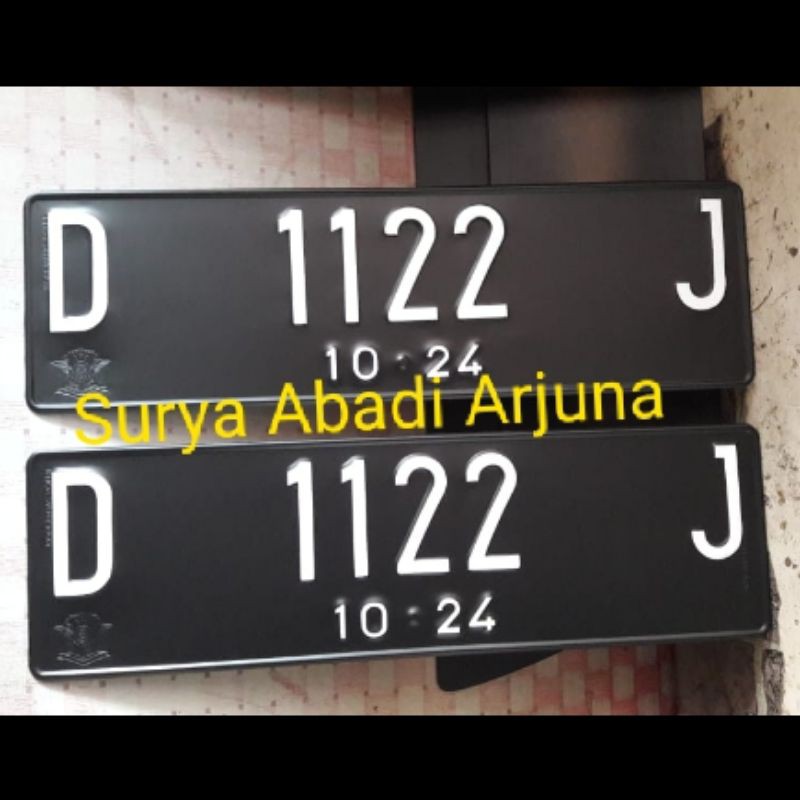 D 1122 J
10 · 24
Surya Abadi Arjuna
D 1122 J
10 : 24